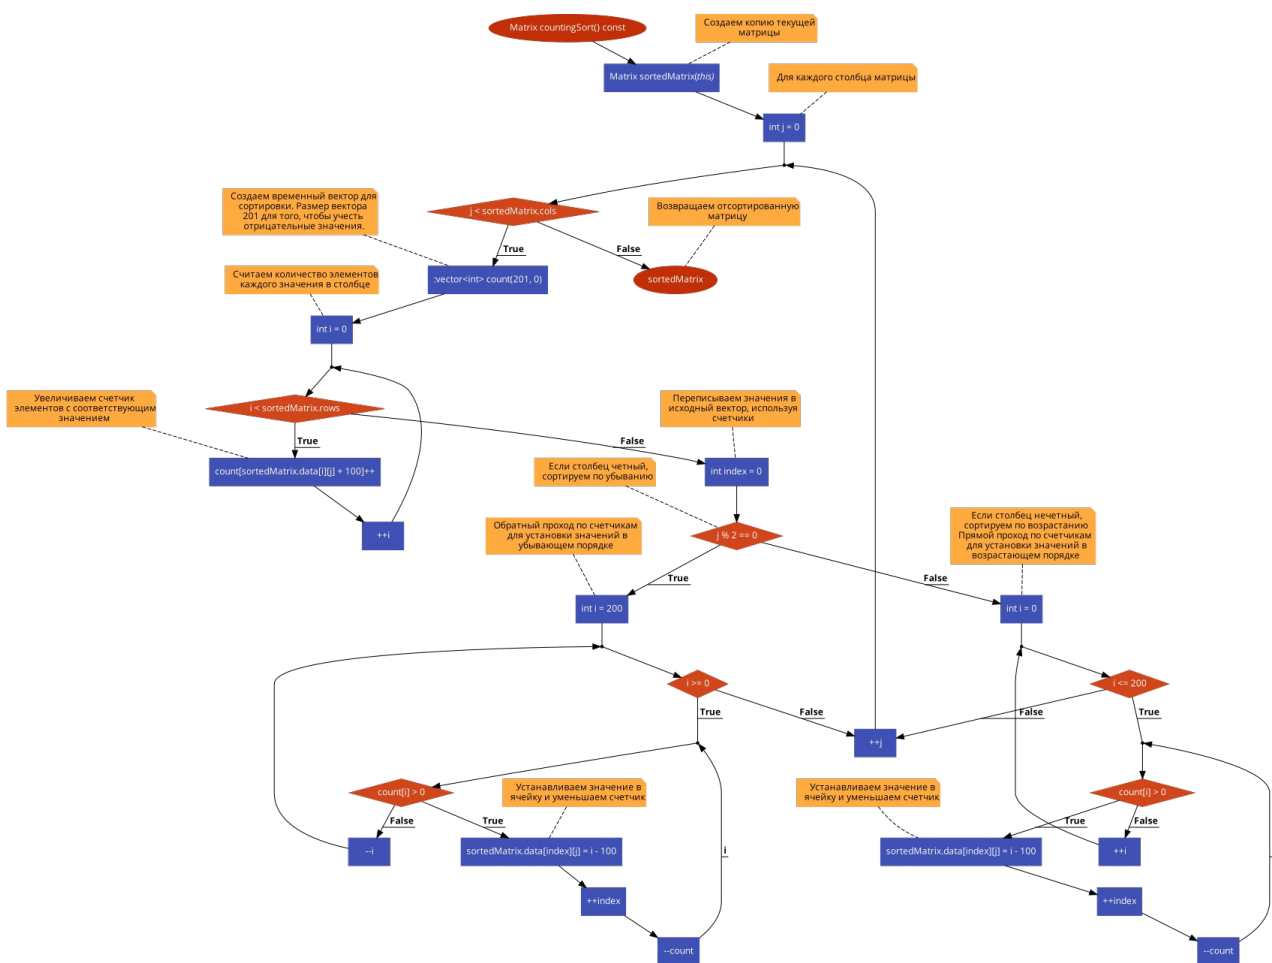 Matrix countingSort() const
Создаем копию текущей
матрицы
Matrix sortedMatrix(this)
Для каждого столбца матрицы
int j = 0
j < sortedMatrix.cols
Создаем временный вектор для
сортировки. Размер вектора
201 для того, чтобы учесть
отрицательные значения.
Возвращаем отсортированную
матрицу
True
False
:vector<int> count(201, 0)
sortedMatrix
Считаем количество элементов
каждого значения в столбце
int i = 0
i < sortedMatrix.rows
Увеличиваем счетчик
элементов с соответствующим
значением
True
False
Переписываем значения в
исходный вектор, используя
счетчики
count[sortedMatrix.data[i][j] + 100]++
int index = 0
++i
Если столбец четный,
сортируем по убыванию
j % 2 == 0
Обратный проход по счетчикам
для установки значений в
убывающем порядке
Если столбец нечетный,
сортируем по возрастанию
Прямой проход по счетчикам
для установки значений в
возрастающем порядке
True
False
int i = 200
int i = 0
i >= 0
i <= 200
True
False
False
True
++j
count[i] > 0
Устанавливаем значение в
ячейку и уменьшаем счетчик
Устанавливаем значение в
ячейку и уменьшаем счетчик
count[i] > 0
False
True
True
False
--i
sortedMatrix.data[index][j] = i - 100
i
sortedMatrix.data[index][j] = i - 100
++i
++index
++index
--count
--count